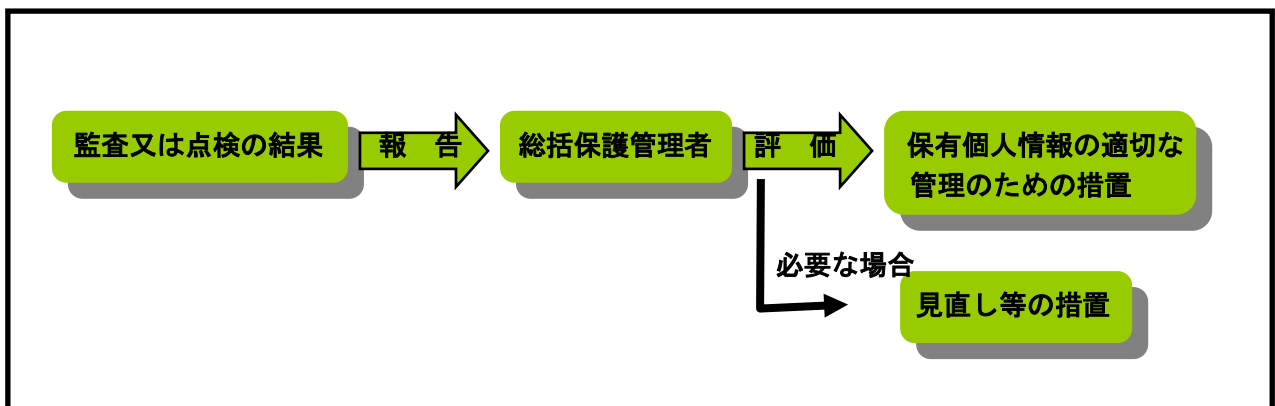 監査又は点検の結果
報　告
総括保護管理者
評　価
保有個人情報の適切な
管理のための措置
必要な場合
見直し等の措置